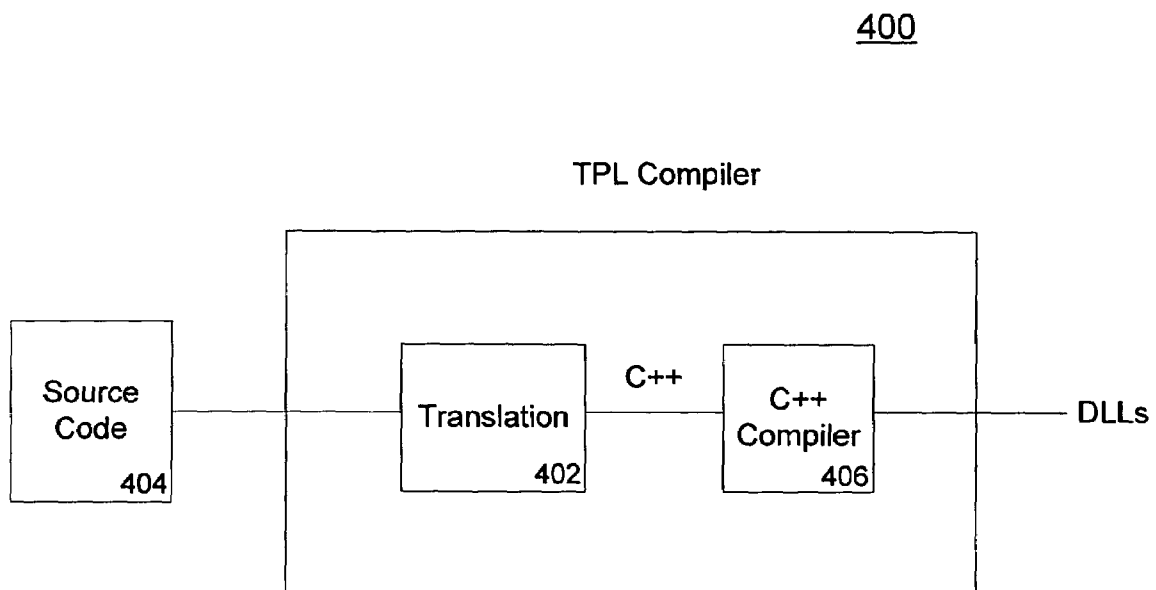 400
TPL Compiler
Source
Code
404
Translation
402
C++
C++
Compiler
406
DLLs